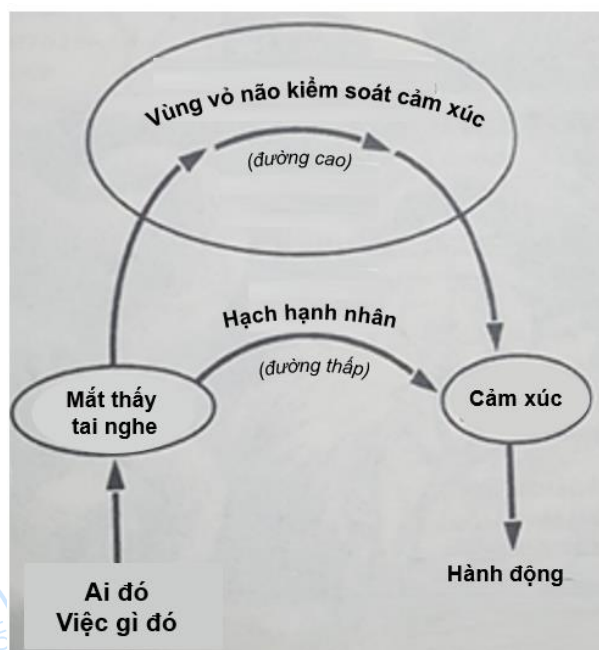 Vùng vỏ não kiểm soát cảm xúc
(đường cao)
Hạch hạnh nhân
(đường thấp)
Mắt thấy
tai nghe
Cảm xúc
Ai đó
Việc gì đó
Hành động